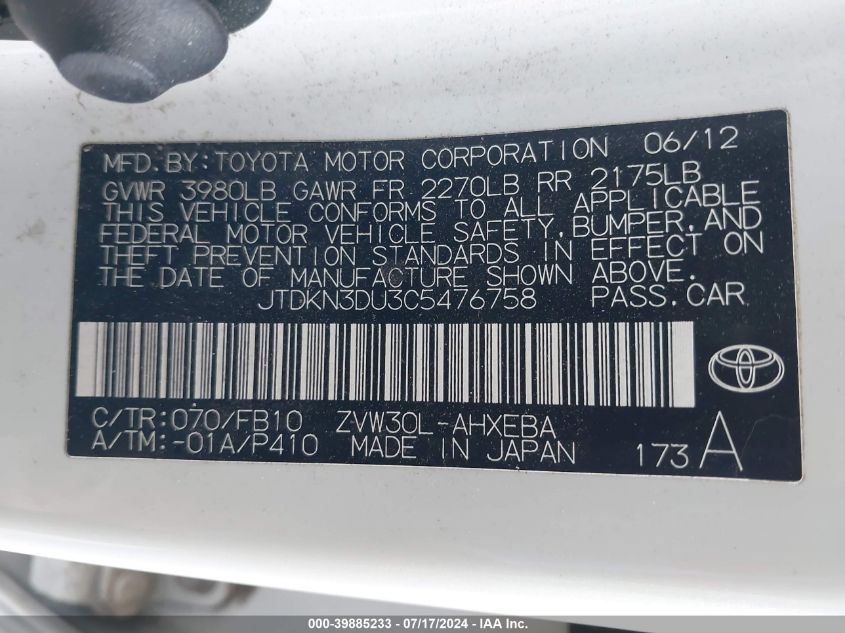 MFD.BY:TOYOTA MOTOR CORPORATION 06/12
GVWR 3980LB GAWR FR 2270LB RR 2175LB
THIS VEHICLE CONFORMS TO ALL APPLICABLE
FEDERAL MOTOR VEHICLE SAFETY, BUMPER, AND
THEFT PREVENTION STANDARDS IN EFFECT ON
THE DATE OF MANUFACTURE SHOWN ABOVE.
JTDKN3DU3C5476758 PASS.CAR
C/TR:070/FB10 ZVW30L-AHXEBA
A/TM:-01A/P410 MADE IN JAPAN 173 A
000-39885233 - 07/17/2024 - IAA Inc.